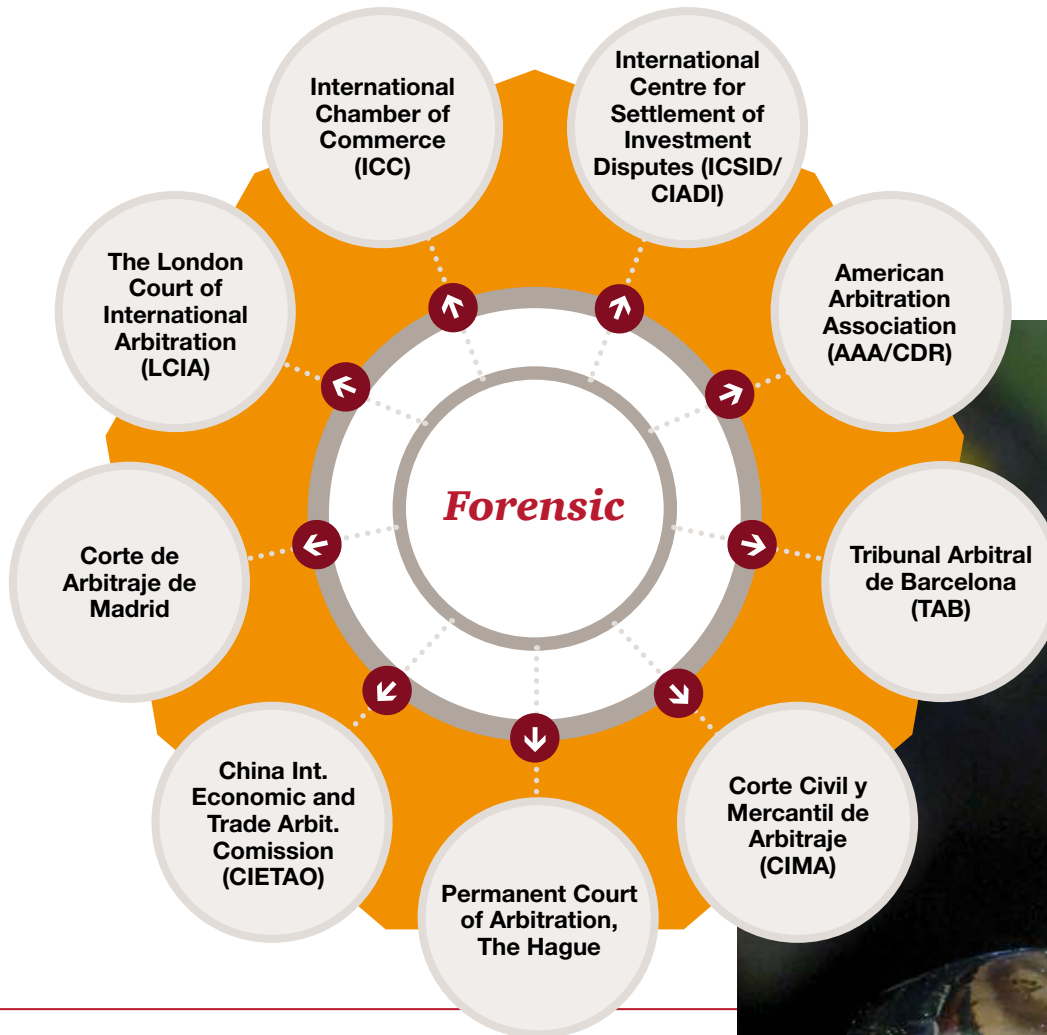 International
Chamber of
Commerce
(ICC)
International
Centre for
Settlement of
Investment
Disputes (ICSID/
CIADI)
The London
Court of
International
Arbitration
(LCIA)
American
Arbitration
Association
(AAA/CDR)
Forensic
Corte de
Arbitraje de
Madrid
Tribunal Arbitral
de Barcelona
(TAB)
China Int.
Economic and
Trade Arbit.
Comission
(CIETAO)
Corte Civil y
Mercantil de
Arbitraje
(CIMA)
Permanent Court
of Arbitration,
The Hague